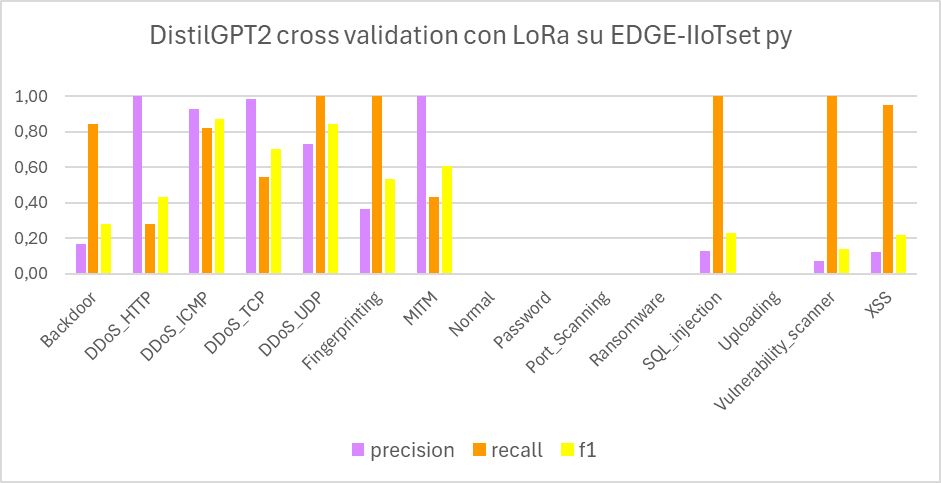 DistilGPT2 cross validation con LoRa su EDGE-IIoTset py
1,00
0,80
0,60
0,40
0,20
0,00
Backdoor
DDoS_HTTP
DDoS_ICMP
DDoS_TCP
DDoS_UDP
Fingerprinting
MITM
Normal
Password
Port_Scanning
Ransomware
SQL_injection
Uploading
Vulnerability_scanner
XSS
precision
recall
f1